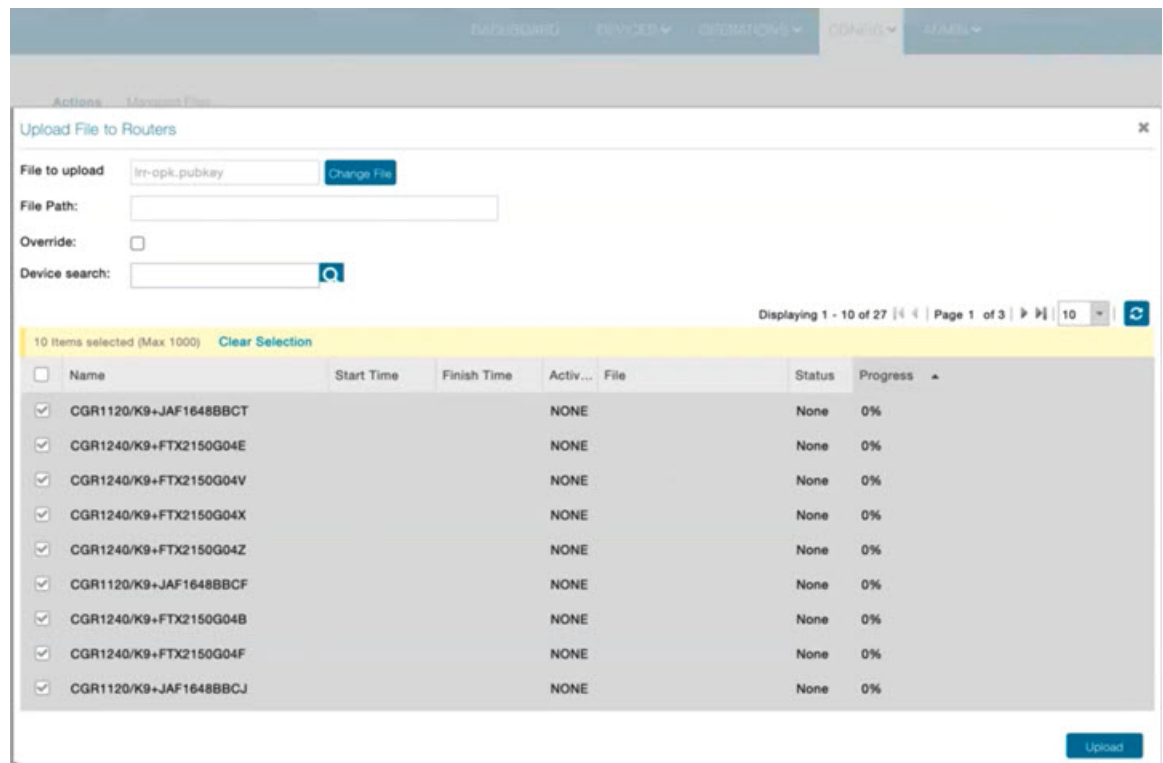 DASHBOARD DEVICES OPERATIONS CONFIG ADMIN
Actions Managed Files
Upload File to Routers
File to upload lrr-opk.pubkey Change File
File Path:
Override:
Device search:
Displaying 1 - 10 of 27 Page 1 of 3 10
10 Items selected (Max 1000) Clear Selection
Name Start Time Finish Time Activ... File Status Progress
CGR1120/K9+JAF1648BBCT NONE None 0%
CGR1240/K9+FTX2150G04E NONE None 0%
CGR1240/K9+FTX2150G04V NONE None 0%
CGR1240/K9+FTX2150G04X NONE None 0%
CGR1240/K9+FTX2150G04Z NONE None 0%
CGR1120/K9+JAF1648BBCF NONE None 0%
CGR1240/K9+FTX2150G04B NONE None 0%
CGR1240/K9+FTX2150G04F NONE None 0%
CGR1120/K9+JAF1648BBCJ NONE None 0%
Upload